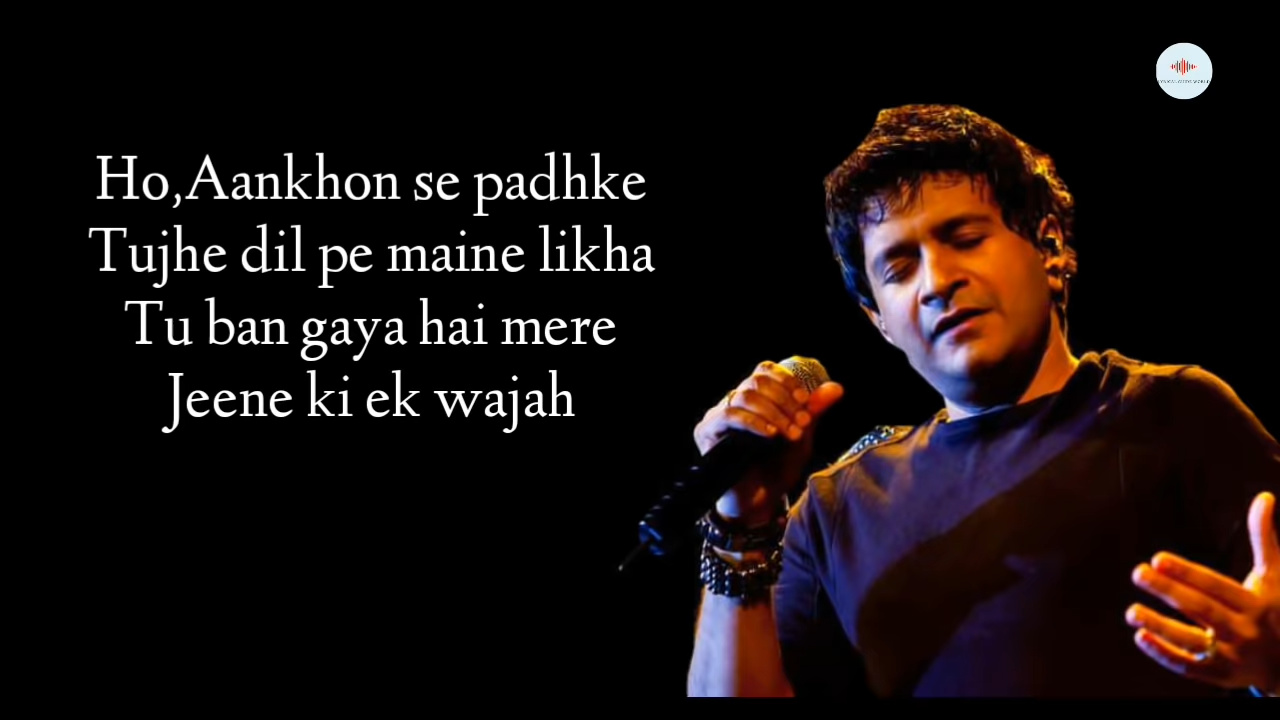 Ho,Aankhon se padhke
Tujhe dil pe maine likha
Tu ban gaya hai mere
Jeene ki ek wajah